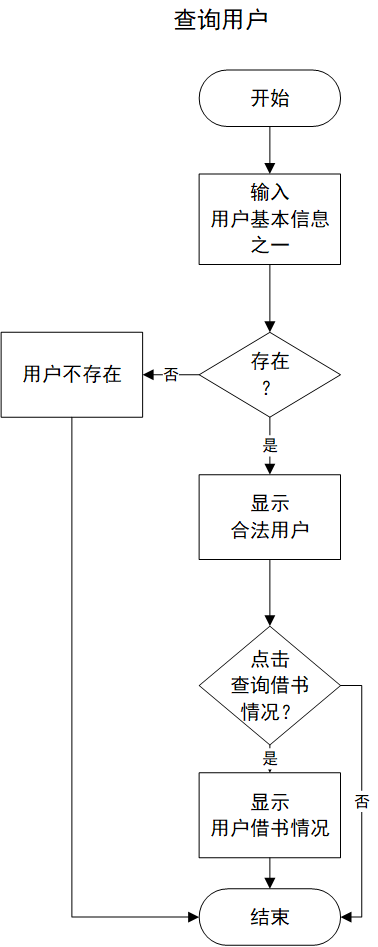 查询用户
开始
输入
用户基本信息
之一
存在
？
否
用户不存在
是
显示
合法用户
点击
查询借书
情况？
是
否
显示
用户借书情况
结束